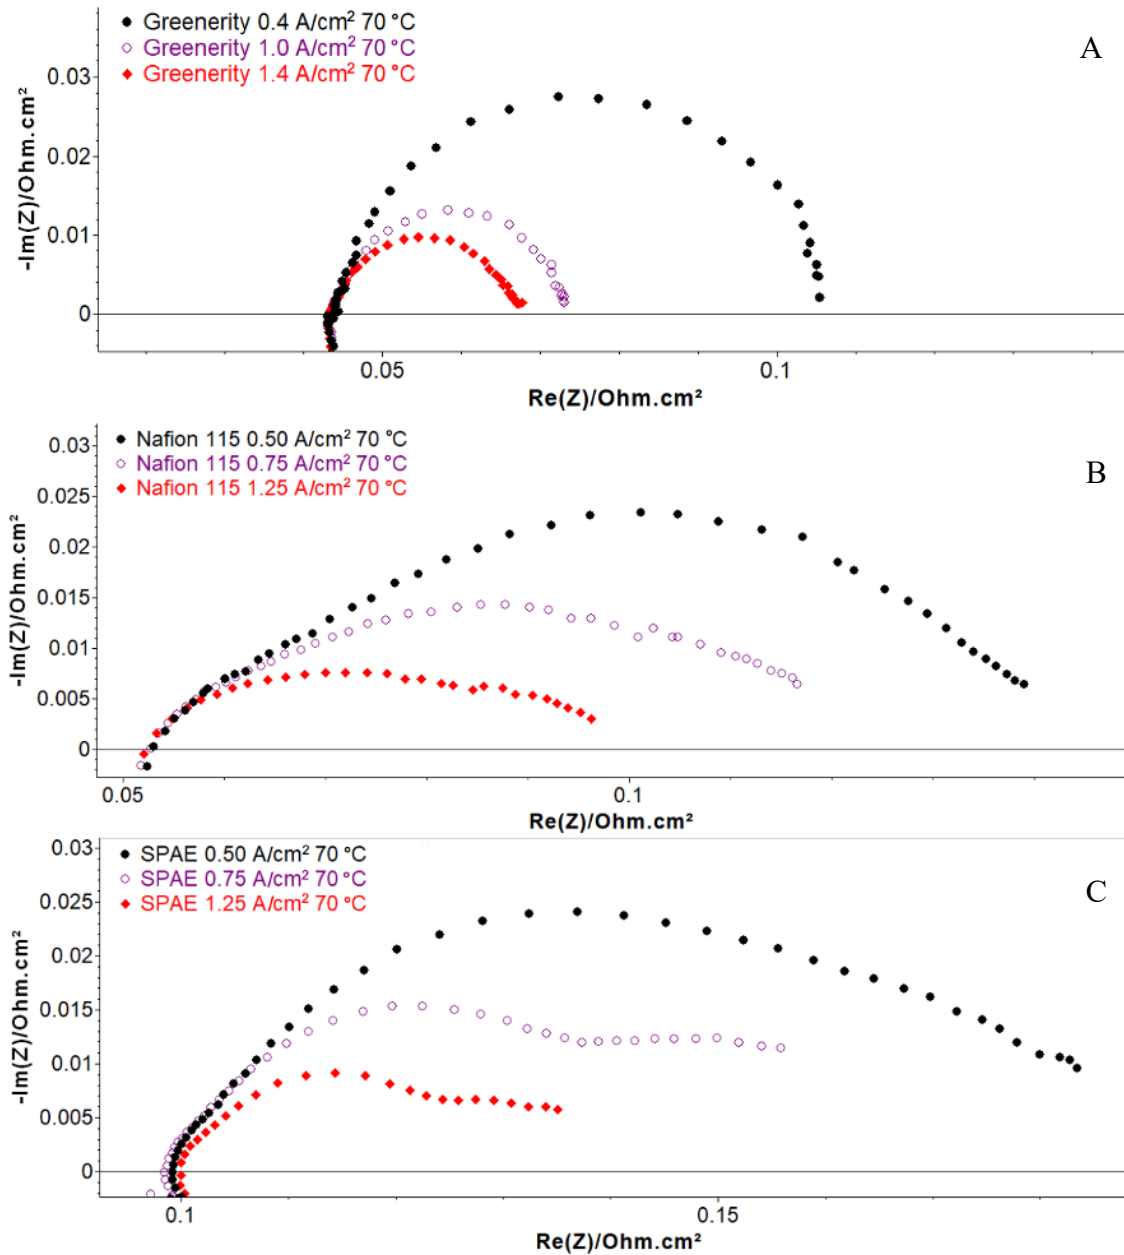 Greenerity 0.4 A/cm² 70 °C
Greenerity 1.0 A/cm² 70 °C
Greenerity 1.4 A/cm² 70 °C
A
-Im(Z)/Ohm.cm²
0.03
0.02
0.01
0
0.05 0.1
Re(Z)/Ohm.cm²
Nafion 115 0.50 A/cm² 70 °C
Nafion 115 0.75 A/cm² 70 °C
Nafion 115 1.25 A/cm² 70 °C
B
-Im(Z)/Ohm.cm²
0.03
0.025
0.02
0.015
0.01
0.005
0
0.05 0.1
Re(Z)/Ohm.cm²
SPAE 0.50 A/cm² 70 °C
SPAE 0.75 A/cm² 70 °C
SPAE 1.25 A/cm² 70 °C
C
-Im(Z)/Ohm.cm²
0.03
0.025
0.02
0.015
0.01
0.005
0
0.1 0.15
Re(Z)/Ohm.cm²